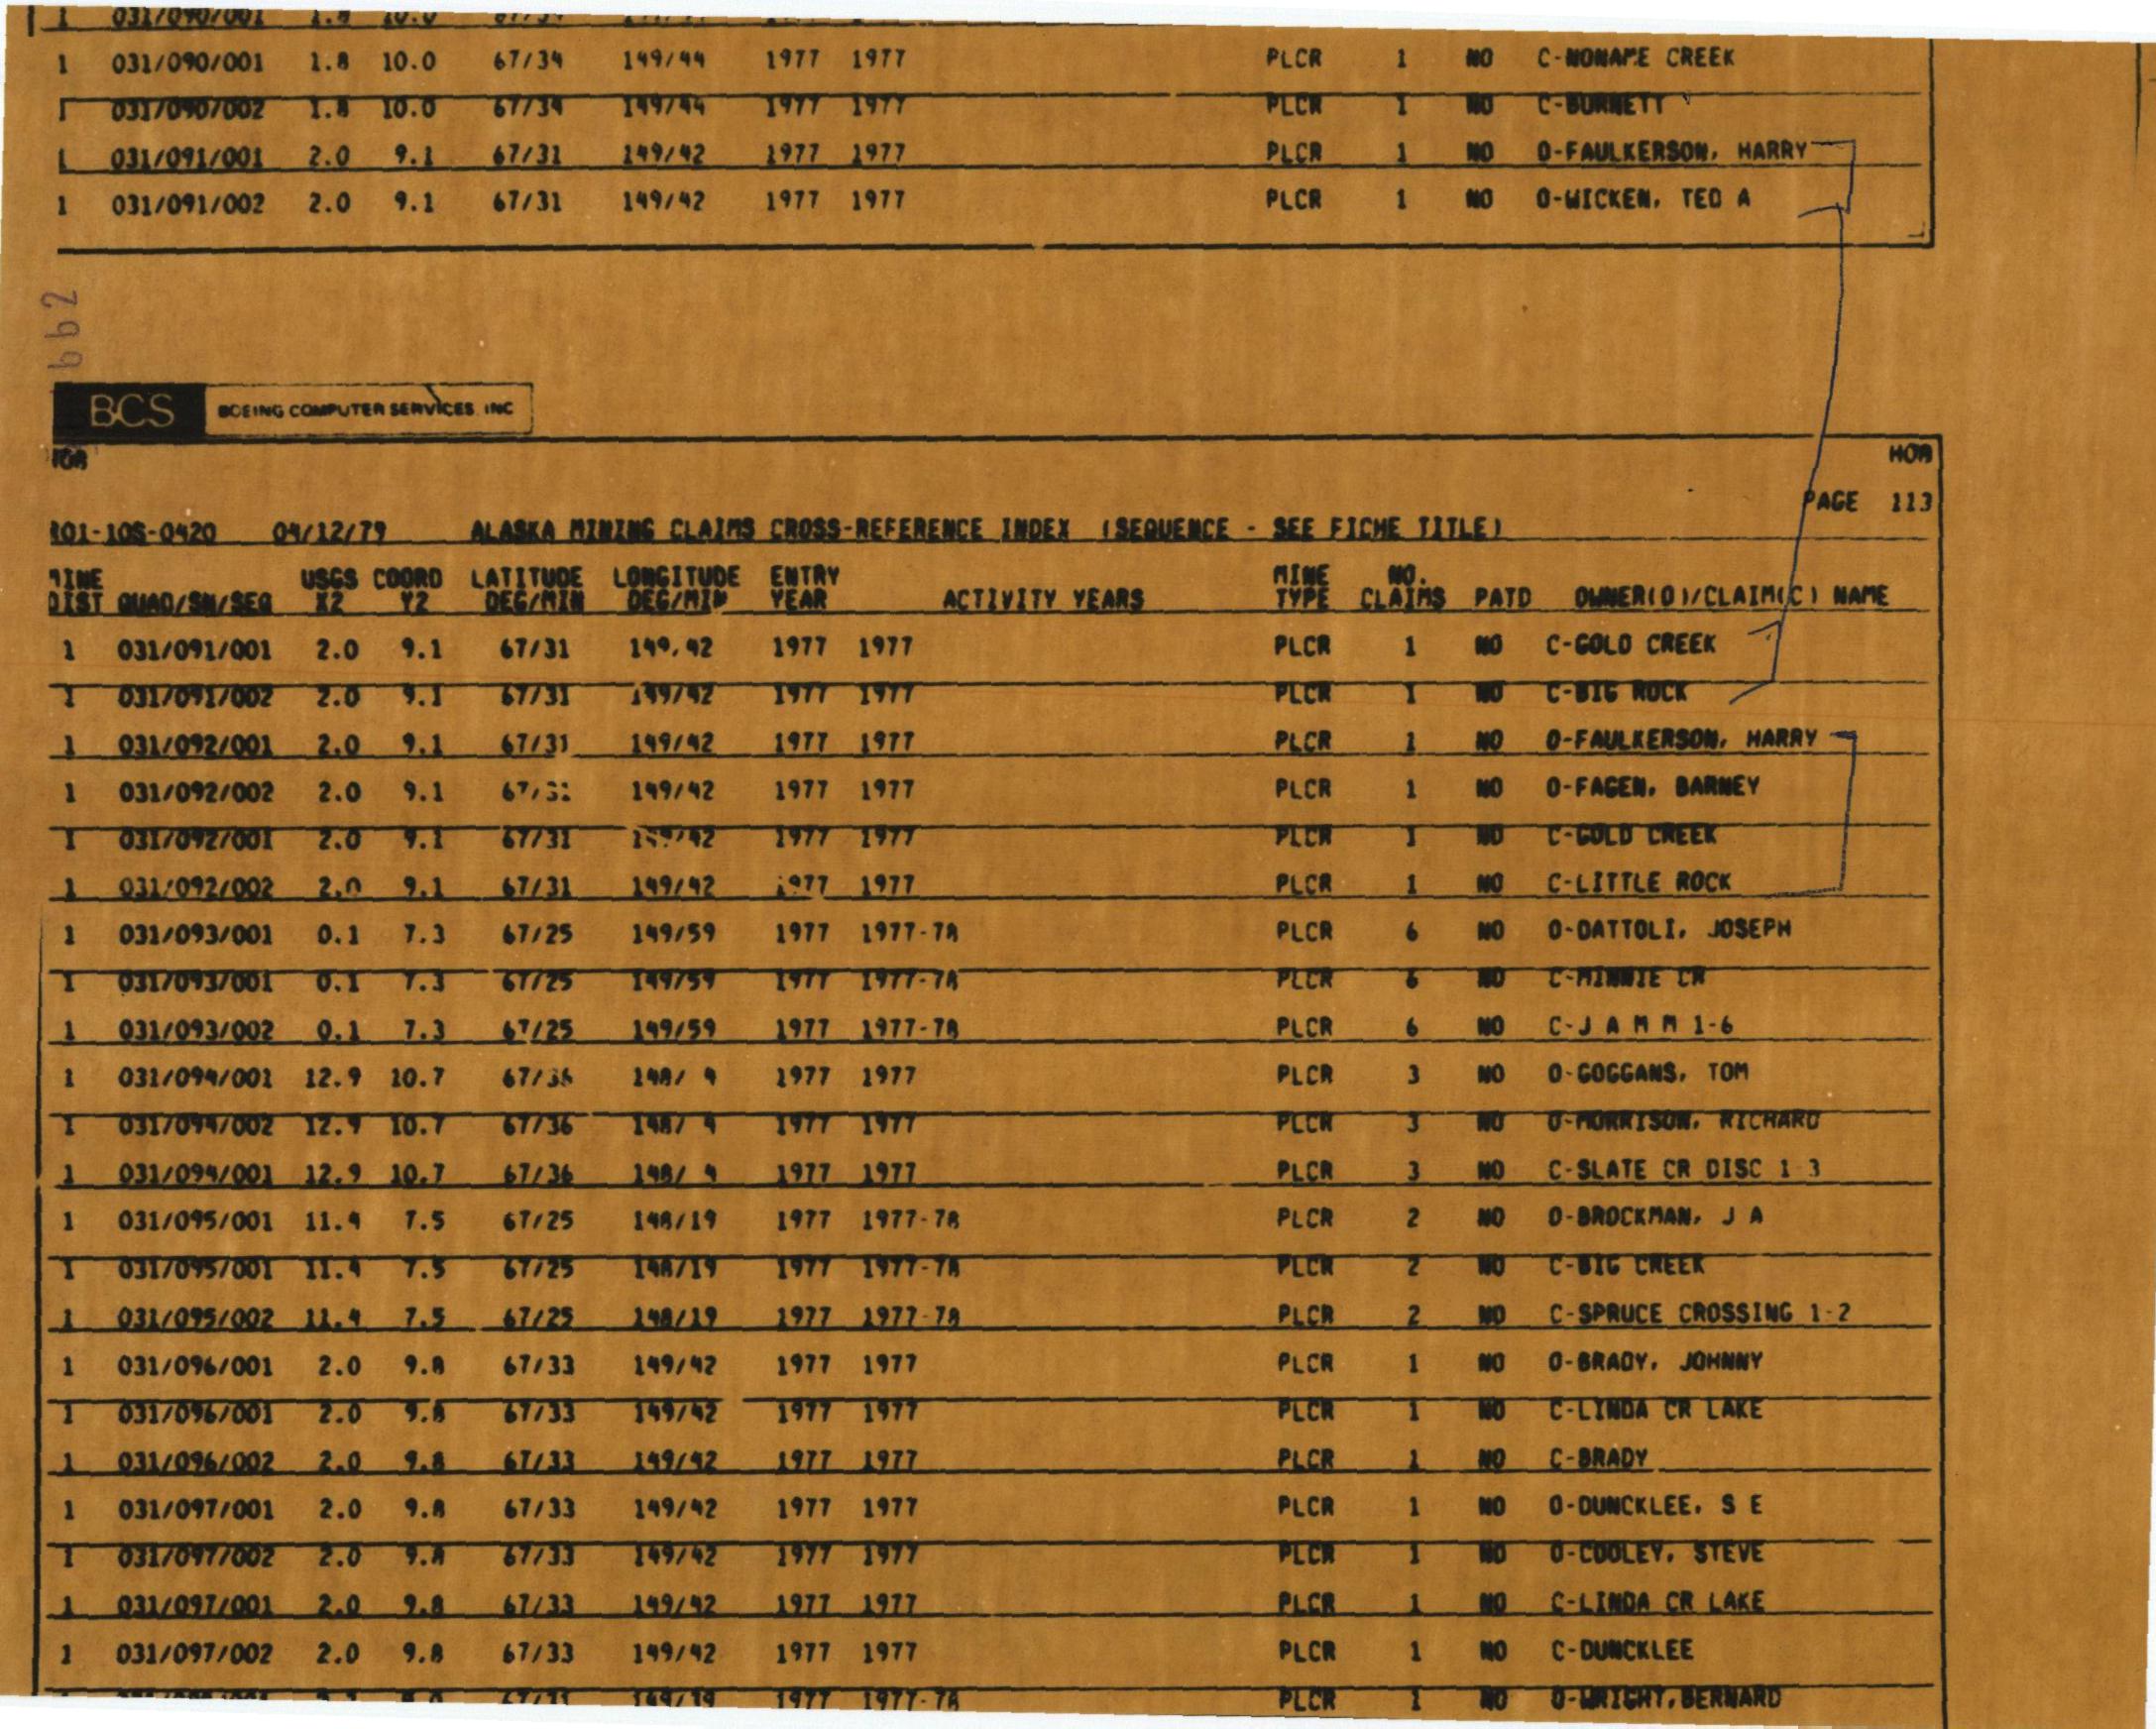 1 031/090/001 1.8 10.0 67/34 149/44 1977 1977 PLCR 1 NO C-NONAME CREEK
1 031/090/002 1.8 10.0 67/34 149/44 1977 1977 PLCR 1 NO C-BURNETT
1 031/091/001 2.0 9.1 67/31 149/42 1977 1977 PLCR 1 NO O-FAULKERSON, HARRY
1 031/091/002 2.0 9.1 67/31 149/42 1977 1977 PLCR 1 NO O-WICKEN, TED A
BCS BOEING COMPUTER SERVICES, INC
HOA
PAGE 113
R01-10S-0420 04/12/79 ALASKA MINING CLAIMS CROSS-REFERENCE INDEX (SEQUENCE - SEE FICHE TITLE)
MINE USGS COORD LATITUDE LONGITUDE ENTRY MINE NO.
DIST QUAD/SN/SEQ X2 Y2 DEG/MIN DEG/MIN YEAR ACTIVITY YEARS TYPE CLAIMS PATD OWNER(O)/CLAIM(C) NAME
1 031/091/001 2.0 9.1 67/31 149/42 1977 1977 PLCR 1 NO C-GOLD CREEK
1 031/091/002 2.0 9.1 67/31 149/42 1977 1977 PLCR 1 NO C-BIG ROCK
1 031/092/001 2.0 9.1 67/31 149/42 1977 1977 PLCR 1 NO O-FAULKERSON, HARRY
1 031/092/002 2.0 9.1 67/31 149/42 1977 1977 PLCR 1 NO O-FAGEN, BARNEY
1 031/092/001 2.0 9.1 67/31 149/42 1977 1977 PLCR 1 NO C-GOLD CREEK
1 031/092/002 2.0 9.1 67/31 149/42 1977 1977 PLCR 1 NO C-LITTLE ROCK
1 031/093/001 0.1 7.3 67/25 149/59 1977 1977-78 PLCR 6 NO O-DATTOLI, JOSEPH
1 031/093/001 0.1 7.3 67/25 149/59 1977 1977-78 PLCR 6 NO C-MINNIE CR
1 031/093/002 0.1 7.3 67/25 149/59 1977 1977-78 PLCR 6 NO C-J A M M 1-6
1 031/094/001 12.9 10.7 67/36 148/ 4 1977 1977 PLCR 3 NO O-GOGGANS, TOM
1 031/094/002 12.9 10.7 67/36 148/ 4 1977 1977 PLCR 3 NO O-MORRISON, RICHARD
1 031/094/001 12.9 10.7 67/36 148/ 4 1977 1977 PLCR 3 NO C-SLATE CR DISC 1-3
1 031/095/001 11.4 7.5 67/25 148/19 1977 1977-78 PLCR 2 NO O-BROCKMAN, J A
1 031/095/001 11.4 7.5 67/25 148/19 1977 1977-78 PLCR 2 NO C-BIG CREEK
1 031/095/002 11.4 7.5 67/25 148/19 1977 1977-78 PLCR 2 NO C-SPRUCE CROSSING 1-2
1 031/096/001 2.0 9.8 67/33 149/42 1977 1977 PLCR 1 NO O-BRADY, JOHNNY
1 031/096/001 2.0 9.8 67/33 149/42 1977 1977 PLCR 1 NO C-LINDA CR LAKE
1 031/096/002 2.0 9.8 67/33 149/42 1977 1977 PLCR 1 NO C-BRADY
1 031/097/001 2.0 9.8 67/33 149/42 1977 1977 PLCR 1 NO O-DUNCKLEE, S E
1 031/097/002 2.0 9.8 67/33 149/42 1977 1977 PLCR 1 NO O-COOLEY, STEVE
1 031/097/001 2.0 9.8 67/33 149/42 1977 1977 PLCR 1 NO C-LINDA CR LAKE
1 031/097/002 2.0 9.8 67/33 149/42 1977 1977 PLCR 1 NO C-DUNCKLEE
1977 1977-78 PLCR 1 NO O-WRIGHT, BERNARD